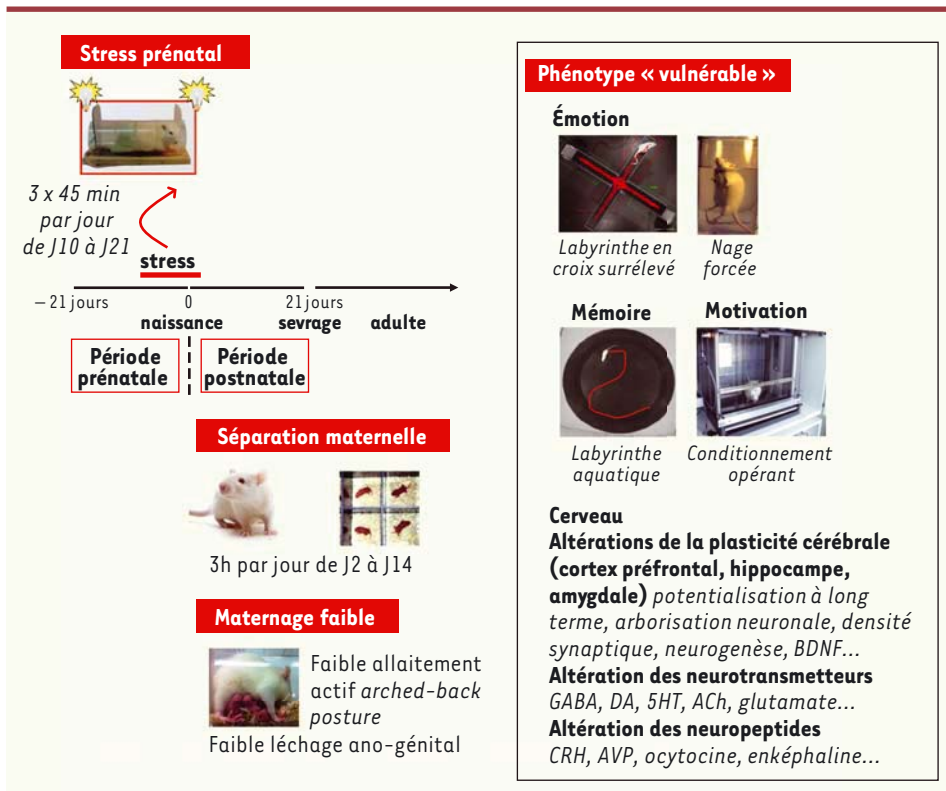 Stress prénatal
3 x 45 min
par jour
de J10 à J21
stress
– 21 jours
0
21 jours
naissance
sevrage
adulte
Période
prénatale
Période
postnatale
Séparation maternelle
3h par jour de J2 à J14
Maternage faible
Faible allaitement
actif arched-back
posture
Faible léchage ano-génital
Phénotype « vulnérable »
Émotion
Labyrinthe en
croix surrélevé
Nage
forcée
Mémoire
Motivation
Labyrinthe
aquatique
Conditionnement
opérant
Cerveau
Altérations de la plasticité cérébrale
(cortex préfrontal, hippocampe,
amygdale) potentialisation à long
terme, arborisation neuronale, densité
synaptique, neurogenèse, BDNF...
Altération des neurotransmetteurs
GABA, DA, 5HT, ACh, glutamate...
Altération des neuropeptides
CRH, AVP, ocytocine, enképhaline...